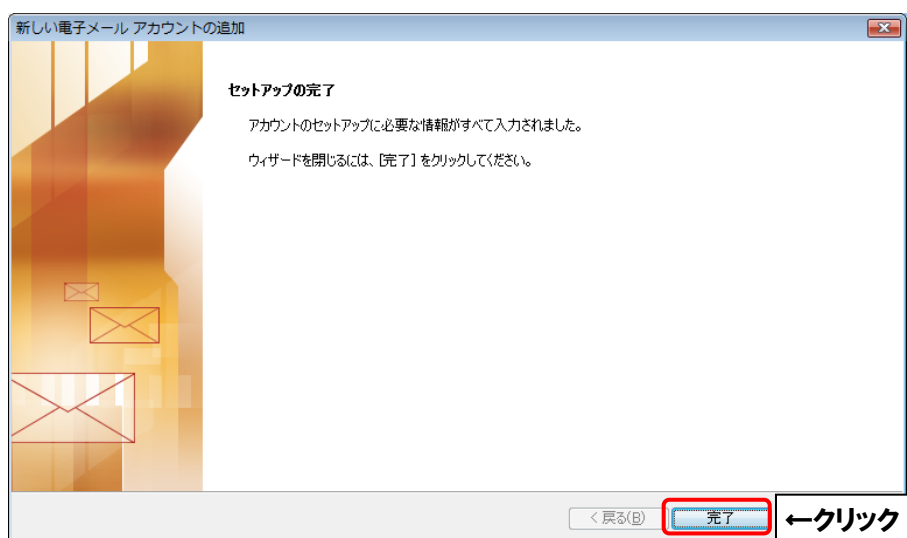 新しい電子メール アカウントの追加
セットアップの完了
アカウントのセットアップに必要な情報がすべて入力されました。
ウィザードを閉じるには、[完了] をクリックしてください。
< 戻る(B)
完了
←クリック